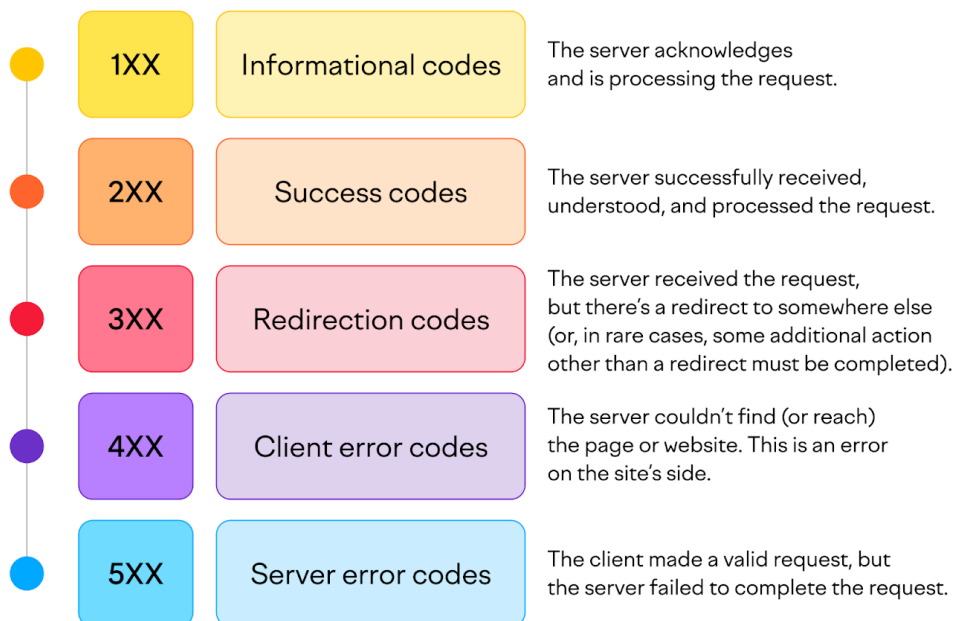 1XX
Informational codes
The server acknowledges
and is processing the request.
2XX
Success codes
The server successfully received,
understood, and processed the request.
3XX
Redirection codes
The server received the request,
but there's a redirect to somewhere else
(or, in rare cases, some additional action
other than a redirect must be completed).
4XX
Client error codes
The server couldn't find (or reach)
the page or website. This is an error
on the site's side.
5XX
Server error codes
The client made a valid request, but
the server failed to complete the request.